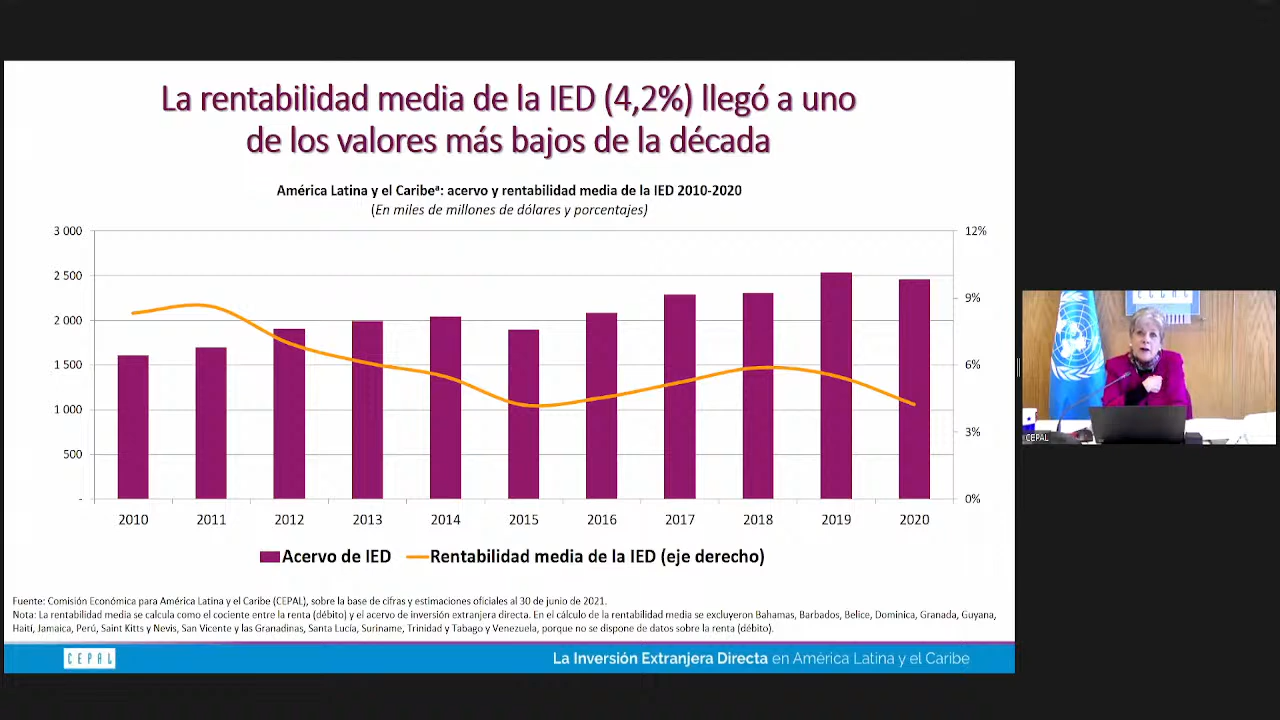 La rentabilidad media de la IED (4,2%) llegó a uno
de los valores más bajos de la década
América Latina y el Caribeª: acervo y rentabilidad media de la IED 2010-2020
(En miles de millones de dólares y porcentajes)
3 000
2 500
2 000
1 500
1 000
500
-
12%
9%
6%
3%
0%
2010 2011 2012 2013 2014 2015 2016 2017 2018 2019 2020
Acervo de IED Rentabilidad media de la IED (eje derecho)
Fuente: Comisión Económica para América Latina y el Caribe (CEPAL), sobre la base de cifras y estimaciones oficiales al 30 de junio de 2021.
Nota: La rentabilidad media se calcula como el cociente entre la renta (débito) y el acervo de inversión extranjera directa. En el cálculo de la rentabilidad media se excluyeron Bahamas, Barbados, Belice, Dominica, Granada, Guyana,
Haití, Jamaica, Perú, Saint Kitts y Nevis, San Vicente y las Granadinas, Santa Lucía, Suriname, Trinidad y Tabago y Venezuela, porque no se dispone de datos sobre la renta (débito).
CEPAL
La Inversión Extranjera Directa en América Latina y el Caribe
CEPAL
CEPAL